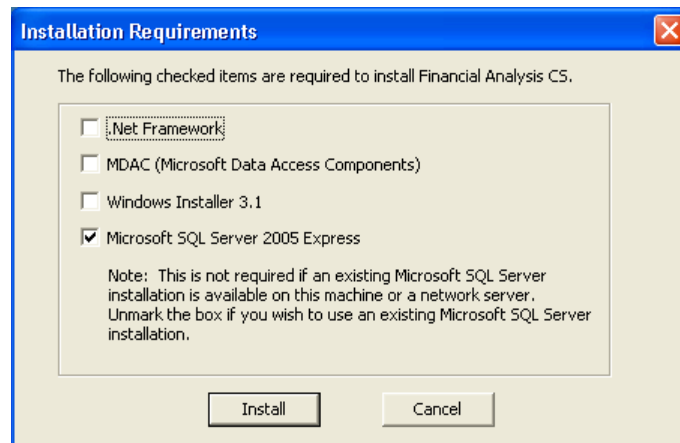 Installation Requirements
The following checked items are required to install Financial Analysis CS.
.Net Framework
MDAC (Microsoft Data Access Components)
Windows Installer 3.1
Microsoft SQL Server 2005 Express
Note: This is not required if an existing Microsoft SQL Server
installation is available on this machine or a network server.
Unmark the box if you wish to use an existing Microsoft SQL Server
installation.
Install Cancel